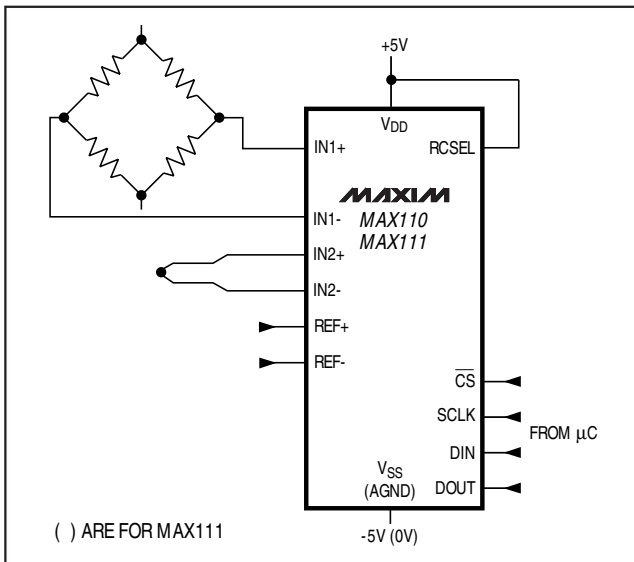 +5V
VDD
RCSEL
IN1+
MAXIM
IN1-
MAX110
MAX111
IN2+
IN2-
REF+
REF-
CS
SCLK
FROM µC
DIN
VSS
(AGND)
DOUT
( ) ARE FOR MAX111
-5V (0V)